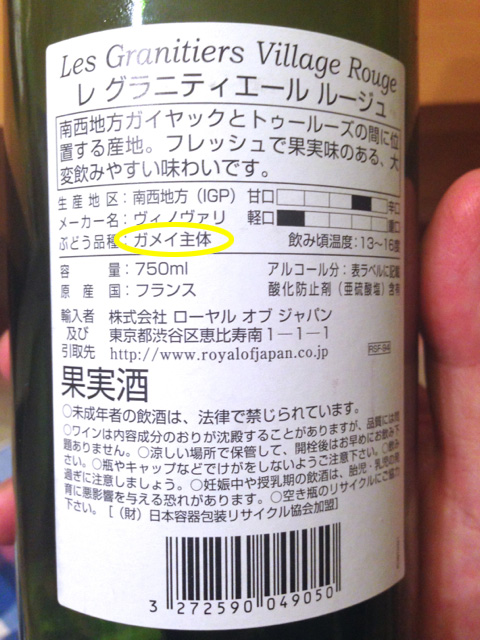 Les Granitiers Village Rouge
レ グラニティエール ルージュ
南西地方ガイヤックとトゥールーズの間に位
置する産地。フレッシュで果実味のある、大
変飲みやすい味わいです。
生産地区：南西地方（IGP） 甘口 辛口
メーカー名：ヴィノヴァリ 軽口 重口
ぶどう品種：ガメイ主体 飲み頃温度：13～16度
容量：750ml アルコール分：表ラベルに記載
原産国：フランス 酸化防止剤（亜硫酸塩）含有
輸入者 株式会社 ローヤル オブ ジャパン
及び 東京都渋谷区恵比寿南1－1－1
引取先 http://www.royalofjapan.co.jp RSF-94
果実酒
○未成年者の飲酒は、法律で禁じられています。
○ワインは内容成分のおりが沈殿することがありますが、品質には問
題ありません。○涼しい場所で保管して、開栓後はお早めにお飲み下
さい。○瓶やキャップなどでけがをしないようご注意下さい。○飲み
過ぎに注意しましょう。○妊娠中や授乳期の飲酒は、胎児・乳児の発
育に悪影響を与える恐れがあります。○空き瓶のリサイクルにご協力
下さい。［（財）日本容器包装リサイクル協会加盟］
3 272590 049050